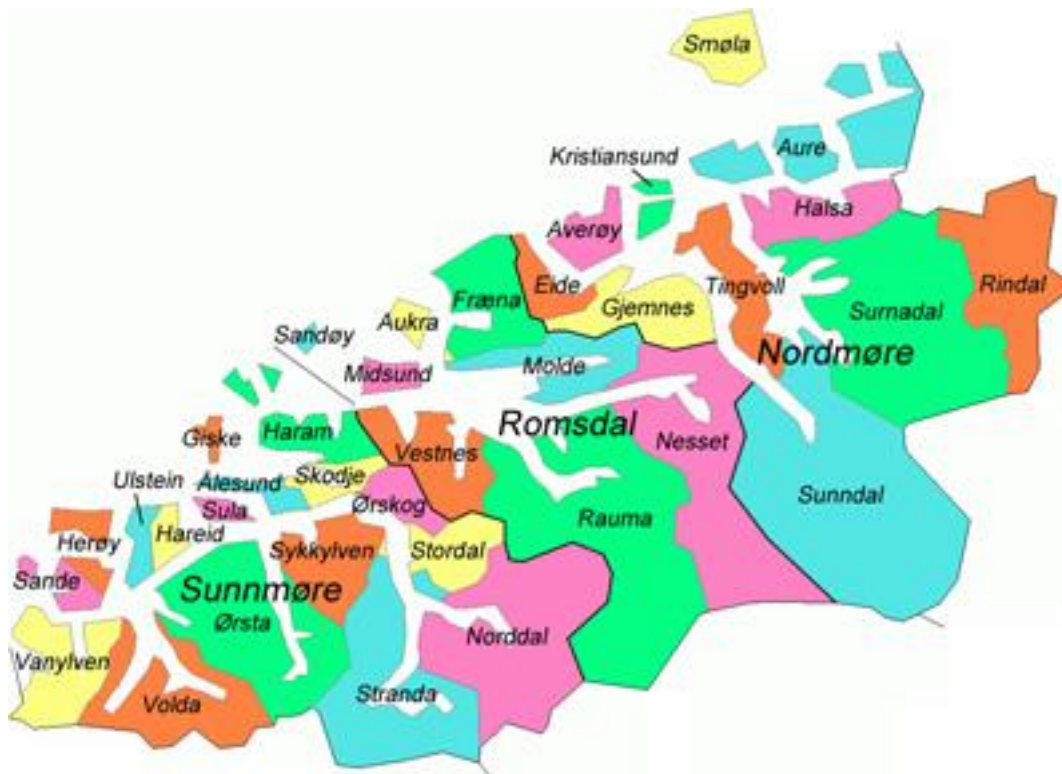 Smøla
Kristiansund
Aure
Averøy
Halsa
Eide
Tingvoll
Rindal
Fræna
Gjemnes
Surnadal
Aukra
Sandøy
Nordmøre
Molde
Midsund
Romsdal
Haram
Giske
Vestnes
Nesset
Skodje
Ulstein
Ålesund
Sunndal
Ørskog
Sula
Rauma
Hareid
Herøy
Sykkylven
Stordal
Sande
Sunnmøre
Ørsta
Norddal
Vanylven
Stranda
Volda